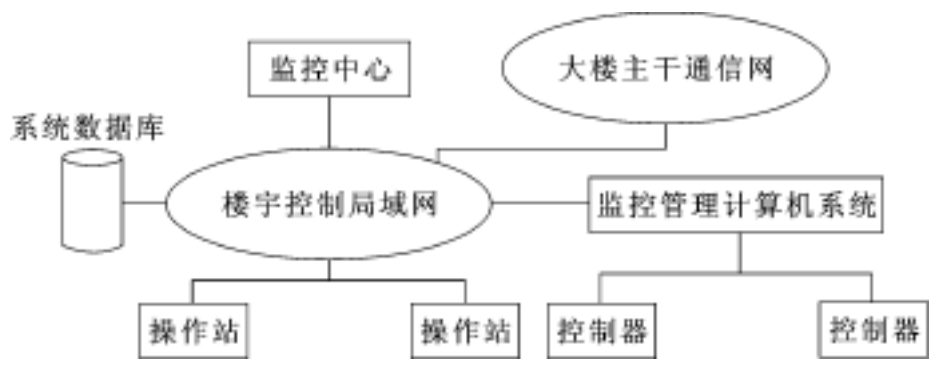 监控中心
大楼主干通信网
系统数据库
楼宇控制局域网
监控管理计算机系统
操作站
操作站
控制器
控制器